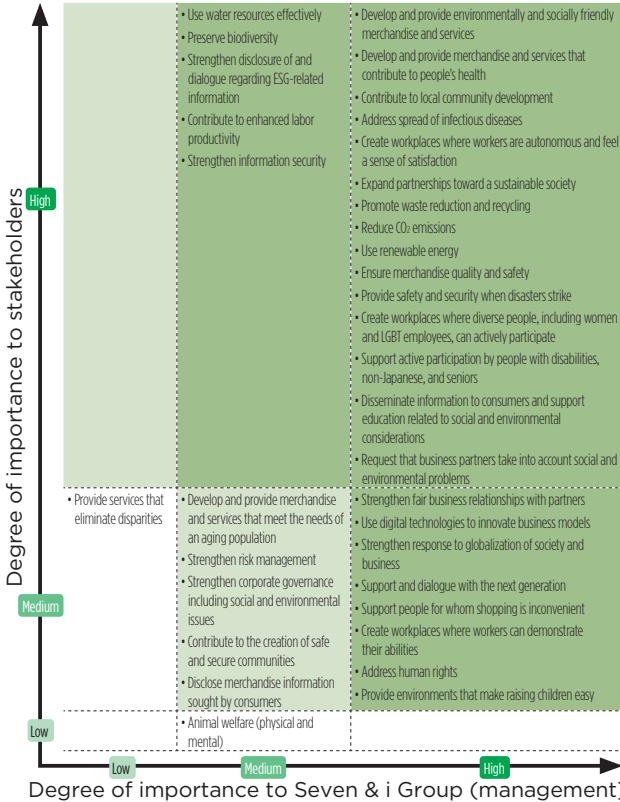 Degree of importance to stakeholders
High
Medium
Low
• Use water resources effectively
• Preserve biodiversity
• Strengthen disclosure of and
dialogue regarding ESG-related
information
• Contribute to enhanced labor
productivity
• Strengthen information security
• Develop and provide environmentally and socially friendly
merchandise and services
• Develop and provide merchandise and services that
contribute to people's health
• Contribute to local community development
• Address spread of infectious diseases
• Create workplaces where workers are autonomous and feel
a sense of satisfaction
• Expand partnerships toward a sustainable society
• Promote waste reduction and recycling
• Reduce CO₂ emissions
• Use renewable energy
• Ensure merchandise quality and safety
• Provide safety and security when disasters strike
• Create workplaces where diverse people, including women
and LGBT employees, can actively participate
• Support active participation by people with disabilities,
non-Japanese, and seniors
• Disseminate information to consumers and support
education related to social and environmental
considerations
• Request that business partners take into account social and
environmental problems
• Provide services that
eliminate disparities
• Develop and provide merchandise
and services that meet the needs of
an aging population
• Strengthen risk management
• Strengthen corporate governance
including social and environmental
issues
• Contribute to the creation of safe
and secure communities
• Disclose merchandise information
sought by consumers
• Strengthen fair business relationships with partners
• Use digital technologies to innovate business models
• Strengthen response to globalization of society and
business
• Support and dialogue with the next generation
• Support people for whom shopping is inconvenient
• Create workplaces where workers can demonstrate
their abilities
• Address human rights
• Provide environments that make raising children easy
• Animal welfare (physical and
mental)
Low
Medium
High
Degree of importance to Seven & i Group (management)